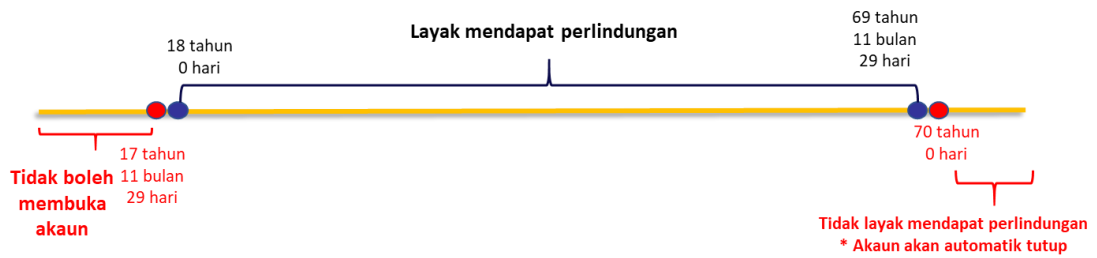 Layak mendapat perlindungan
18 tahun
0 hari
69 tahun
11 bulan
29 hari
17 tahun
11 bulan
29 hari
Tidak boleh
membuka
akaun
70 tahun
0 hari
Tidak layak mendapat perlindungan
* Akaun akan automatik tutup